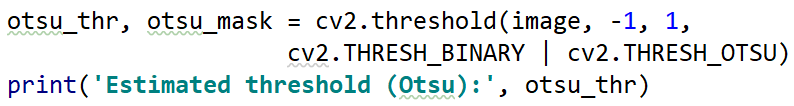 otsu_thr, otsu_mask = cv2.threshold(image, -1, 1,
cv2.THRESH_BINARY | cv2.THRESH_OTSU)
print('Estimated threshold (Otsu):', otsu_thr)